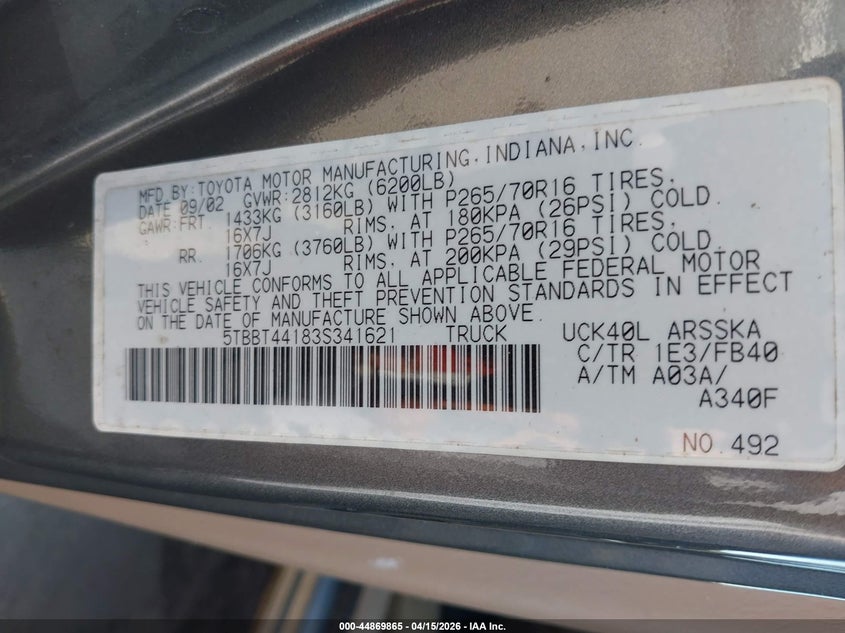 MFD.BY:TOYOTA MOTOR MANUFACTURING,INDIANA,INC.
DATE 09/02 GVWR:2812KG (6200LB)
GAWR:FRT. 1433KG (3160LB) WITH P265/70R16 TIRES,
16X7J RIMS, AT 180KPA (26PSI) COLD.
RR. 1706KG (3760LB) WITH P265/70R16 TIRES,
16X7J RIMS, AT 200KPA (29PSI) COLD.
THIS VEHICLE CONFORMS TO ALL APPLICABLE FEDERAL MOTOR
VEHICLE SAFETY AND THEFT PREVENTION STANDARDS IN EFFECT
ON THE DATE OF MANUFACTURE SHOWN ABOVE.
5TBBT44183S341621 TRUCK UCK40L ARSSKA
C/TR 1E3/FB40
A/TM A03A/
A340F
NO.492
000-44869865 - 04/15/2026 - IAA Inc.